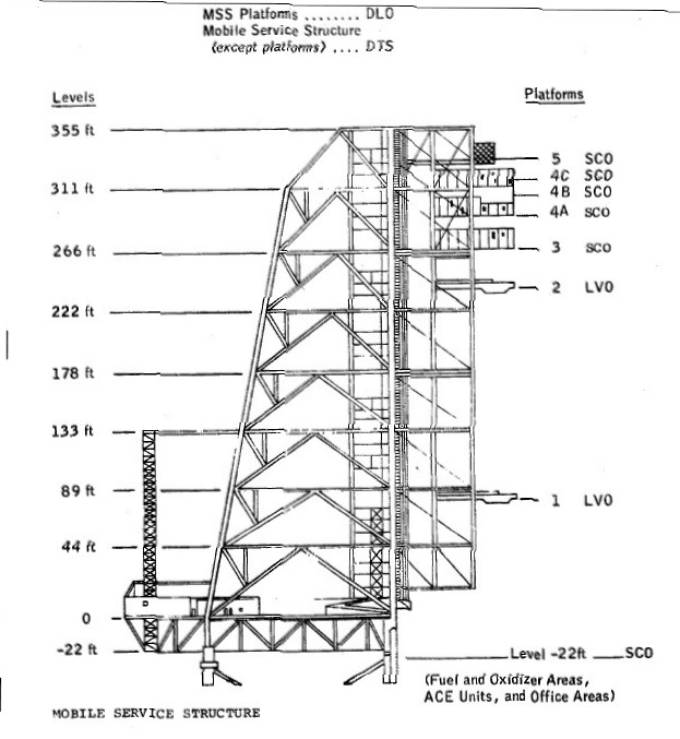 MSS Platforms ........ DLO
Mobile Service Structure
(except platforms) .... DTS
Levels
Platforms
355 ft
5 SCO
4C SCO
311 ft
4B SCO
4A SCO
266 ft
3 SCO
2 LVO
222 ft
178 ft
133 ft
89 ft
1 LVO
44 ft
0
-22 ft
Level -22ft SCO
(Fuel and Oxidizer Areas,
ACE Units, and Office Areas)
MOBILE SERVICE STRUCTURE